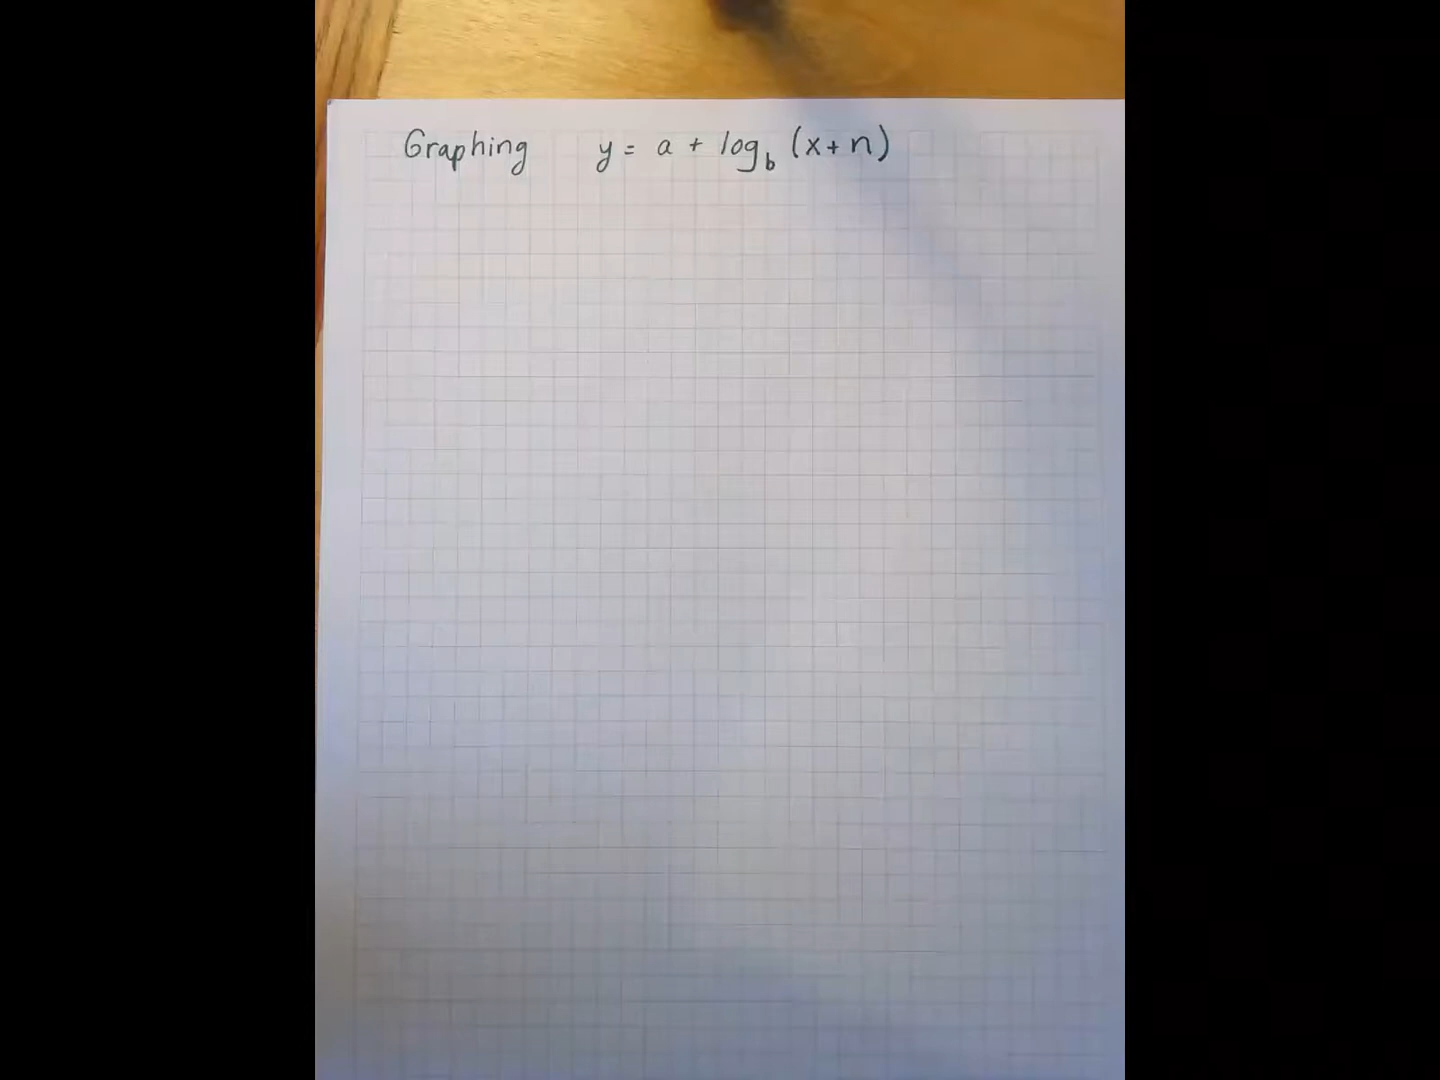 Graphing y = a + log_b (x+n)